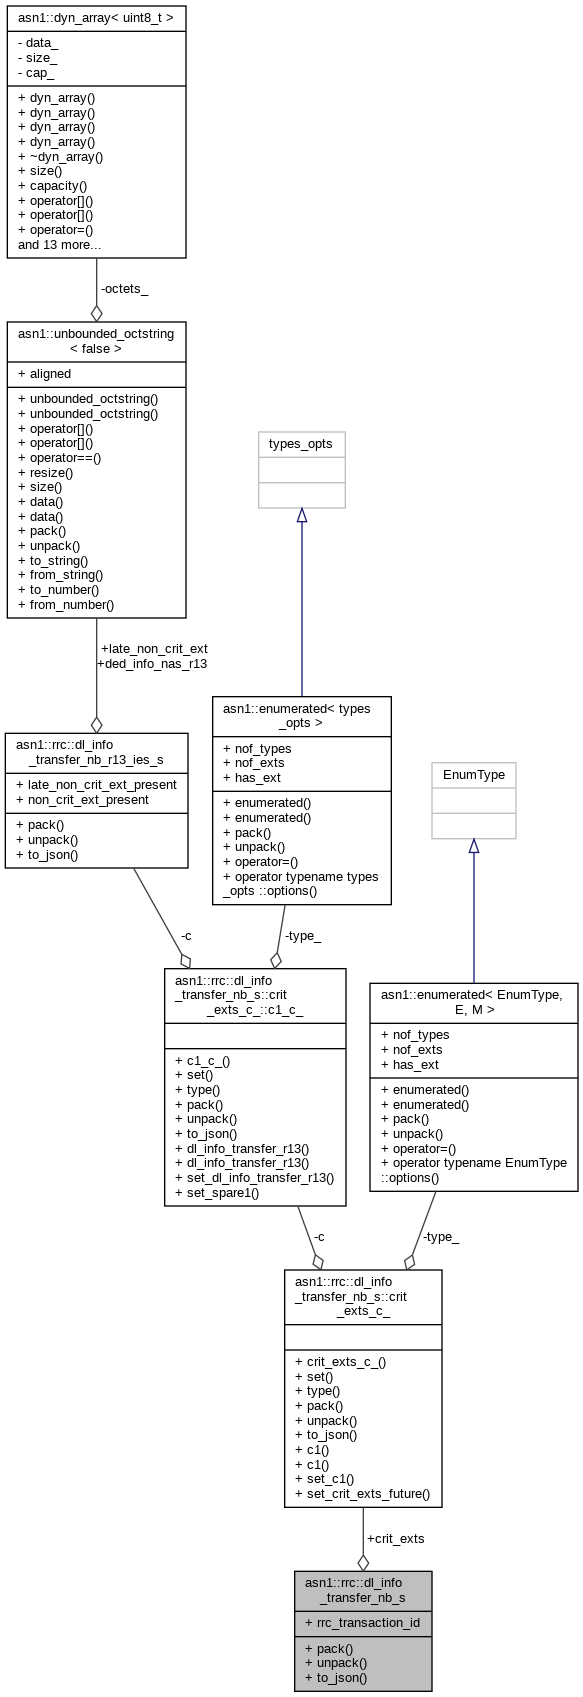 asn1::dyn_array< uint8_t >
- data_
- size_
- cap_
+ dyn_array()
+ dyn_array()
+ dyn_array()
+ dyn_array()
+ ~dyn_array()
+ size()
+ capacity()
+ operator[]()
+ operator[]()
+ operator=()
and 13 more...
-octets_
asn1::unbounded_octstring
< false >
+ aligned
+ unbounded_octstring()
+ unbounded_octstring()
+ operator[]()
+ operator[]()
+ operator==()
+ resize()
+ size()
+ data()
+ data()
+ pack()
+ unpack()
+ to_string()
+ from_string()
+ to_number()
+ from_number()
types_opts
+late_non_crit_ext
+ded_info_nas_r13
asn1::rrc::dl_info
_transfer_nb_r13_ies_s
+ late_non_crit_ext_present
+ non_crit_ext_present
+ pack()
+ unpack()
+ to_json()
asn1::enumerated< types
_opts >
+ nof_types
+ nof_exts
+ has_ext
+ enumerated()
+ enumerated()
+ pack()
+ unpack()
+ operator=()
+ operator typename types
_opts ::options()
EnumType
-c
-type_
asn1::rrc::dl_info
_transfer_nb_s::crit
_exts_c_::c1_c_
+ c1_c_()
+ set()
+ type()
+ pack()
+ unpack()
+ to_json()
+ dl_info_transfer_r13()
+ dl_info_transfer_r13()
+ set_dl_info_transfer_r13()
+ set_spare1()
asn1::enumerated< EnumType,
E, M >
+ nof_types
+ nof_exts
+ has_ext
+ enumerated()
+ enumerated()
+ pack()
+ unpack()
+ operator=()
+ operator typename EnumType
::options()
-c
-type_
asn1::rrc::dl_info
_transfer_nb_s::crit
_exts_c_
+ crit_exts_c_()
+ set()
+ type()
+ pack()
+ unpack()
+ to_json()
+ c1()
+ c1()
+ set_c1()
+ set_crit_exts_future()
+crit_exts
asn1::rrc::dl_info
_transfer_nb_s
+ rrc_transaction_id
+ pack()
+ unpack()
+ to_json()